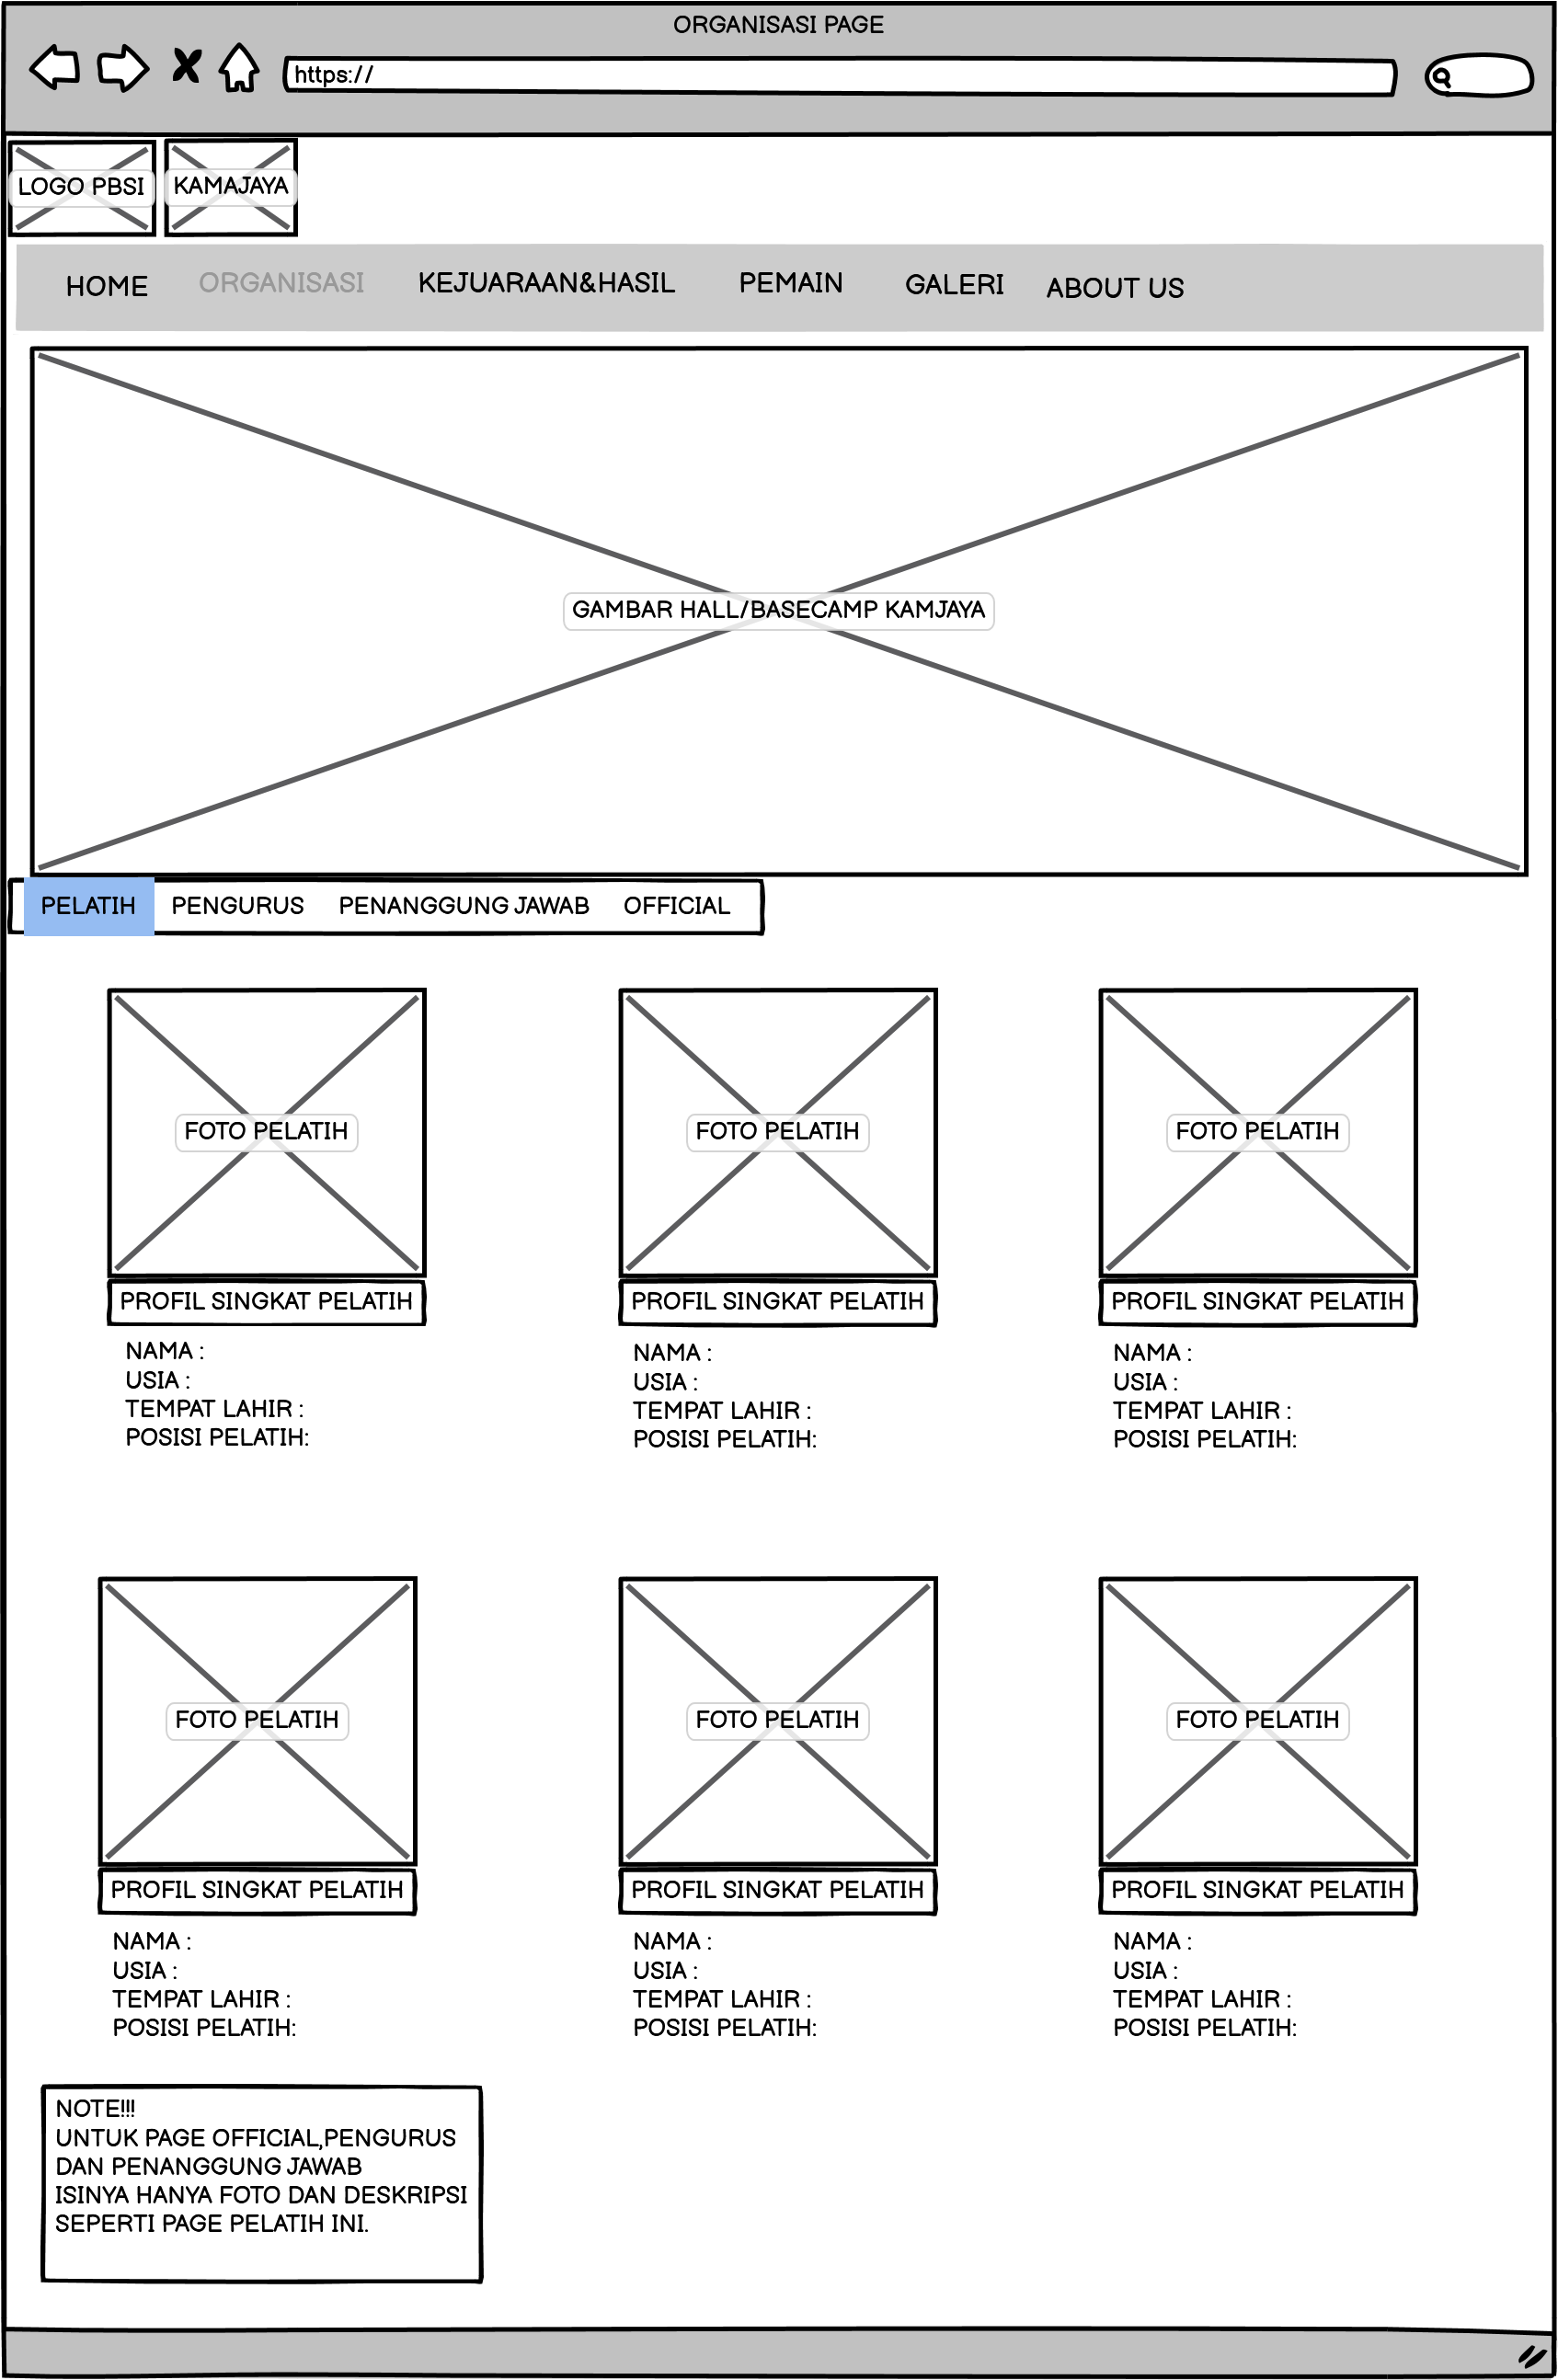 ORGANISASI PAGE
https://
LOGO PBSI KAMAJAYA
HOME ORGANISASI KEJUARAAN&HASIL PEMAIN GALERI ABOUT US
GAMBAR HALL/BASECAMP KAMJAYA
PELATIH PENGURUS PENANGGUNG JAWAB OFFICIAL
FOTO PELATIH
PROFIL SINGKAT PELATIH
NAMA :
USIA :
TEMPAT LAHIR :
POSISI PELATIH:
FOTO PELATIH
PROFIL SINGKAT PELATIH
NAMA :
USIA :
TEMPAT LAHIR :
POSISI PELATIH:
FOTO PELATIH
PROFIL SINGKAT PELATIH
NAMA :
USIA :
TEMPAT LAHIR :
POSISI PELATIH:
FOTO PELATIH
PROFIL SINGKAT PELATIH
NAMA :
USIA :
TEMPAT LAHIR :
POSISI PELATIH:
FOTO PELATIH
PROFIL SINGKAT PELATIH
NAMA :
USIA :
TEMPAT LAHIR :
POSISI PELATIH:
FOTO PELATIH
PROFIL SINGKAT PELATIH
NAMA :
USIA :
TEMPAT LAHIR :
POSISI PELATIH:
NOTE!!!
UNTUK PAGE OFFICIAL,PENGURUS
DAN PENANGGUNG JAWAB
ISINYA HANYA FOTO DAN DESKRIPSI
SEPERTI PAGE PELATIH INI.